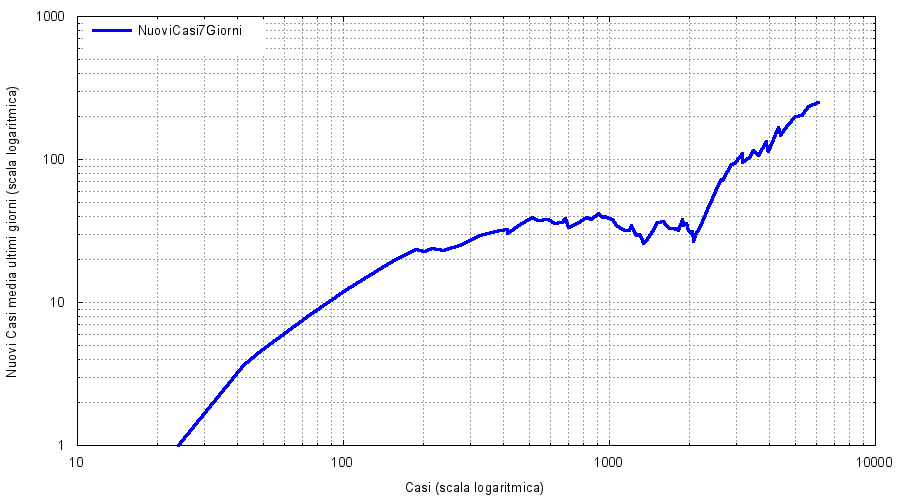 1000
NuoviCasi7Giorni
100
10
1
10
100
1000
10000
Nuovi Casi media ultimi giorni (scala logaritmica)
Casi (scala logaritmica)